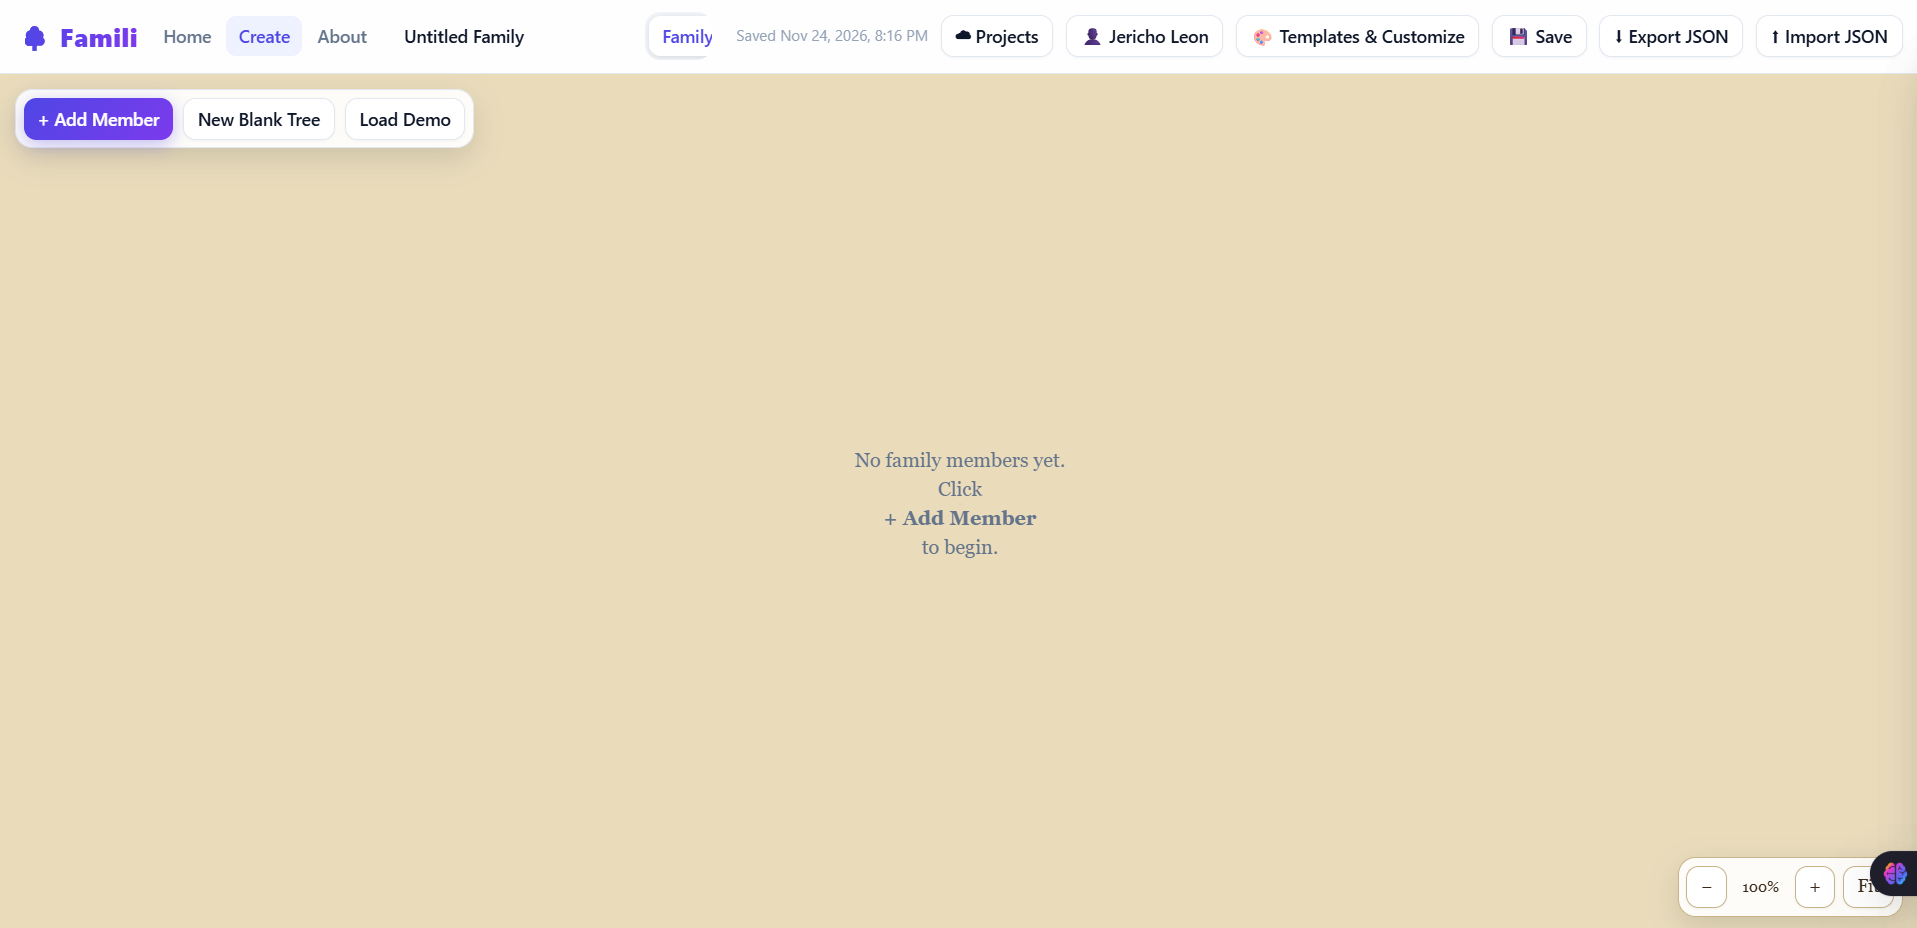 Famili
Home
Create
About
Untitled Family
Family
Saved Nov 24, 2026, 8:16 PM
Projects
Jericho Leon
Templates & Customize
Save
Export JSON
Import JSON
+ Add Member
New Blank Tree
Load Demo
No family members yet.
Click
+ Add Member
to begin.
−
100%
+